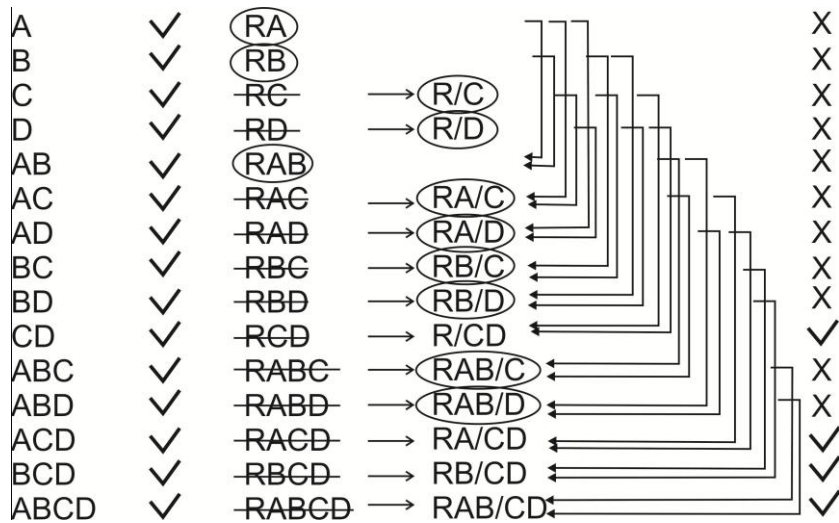 A ✓ RA X
B ✓ RB X
C ✓ RC → R/C X
D ✓ RD → R/D X
AB ✓ RAB X
AC ✓ RAC → RA/C X
AD ✓ RAD → RA/D X
BC ✓ RBC → RB/C X
BD ✓ RBD → RB/D X
CD ✓ RCD → R/CD ✓
ABC ✓ RABC → RAB/C X
ABD ✓ RABD → RAB/D X
ACD ✓ RACD → RA/CD ✓
BCD ✓ RBCD → RB/CD ✓
ABCD ✓ RABCD → RAB/CD ✓